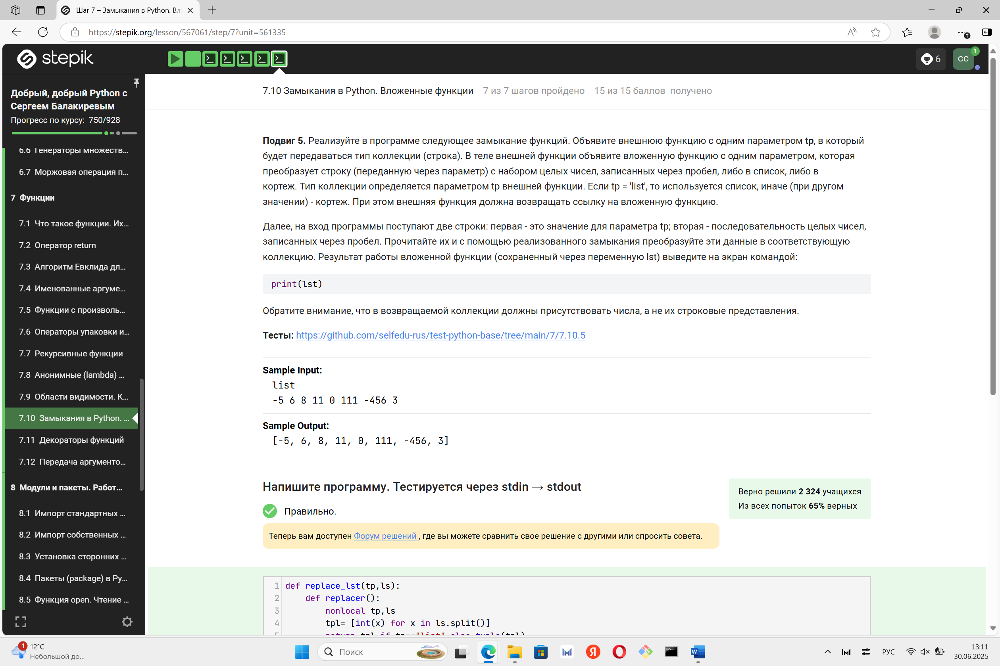 Шаг 7 – Замыкания в Python. Вл
https://stepik.org/lesson/567061/step/7?unit=561335
stepik
6
СС
1
Добрый, добрый Python с
Сергеем Балакиревым
Прогресс по курсу: 750/928
6.6 Генераторы множеств...
6.7 Моржовая операция п...
7 Функции
7.1 Что такое функции. Их...
7.2 Оператор return
7.3 Алгоритм Евклида дл...
7.4 Именованные аргуме...
7.5 Функции с произволь...
7.6 Операторы упаковки и...
7.7 Рекурсивные функции
7.8 Анонимные (lambda) ...
7.9 Области видимости. К...
7.10 Замыкания в Python. ...
7.11 Декораторы функций
7.12 Передача аргументо...
8 Модули и пакеты. Работ...
8.1 Импорт стандартных ...
8.2 Импорт собственных ...
8.3 Установка сторонних ...
8.4 Пакеты (package) в Py...
8.5 Функция open. Чтение ...
7.10 Замыкания в Python. Вложенные функции 7 из 7 шагов пройдено 15 из 15 баллов получено
Подвиг 5. Реализуйте в программе следующее замыкание функций. Объявите внешнюю функцию с одним параметром tp, в который
будет передаваться тип коллекции (строка). В теле внешней функции объявите вложенную функцию с одним параметром, которая
преобразует строку (переданную через параметр) с набором целых чисел, записанных через пробел, либо в список, либо в
кортеж. Тип коллекции определяется параметром tp внешней функции. Если tp = 'list', то используется список, иначе (при другом
значении) - кортеж. При этом внешняя функция должна возвращать ссылку на вложенную функцию.
Далее, на вход программы поступают две строки: первая - это значение для параметра tp; вторая - последовательность целых чисел,
записанных через пробел. Прочитайте их и с помощью реализованного замыкания преобразуйте эти данные в соответствующую
коллекцию. Результат работы вложенной функции (сохраненный через переменную lst) выведите на экран командой:
print(lst)
Обратите внимание, что в возвращаемой коллекции должны присутствовать числа, а не их строковые представления.
Тесты: https://github.com/selfedu-rus/test-python-base/tree/main/7/7.10.5
Sample Input:
list
-5 6 8 11 0 111 -456 3
Sample Output:
[-5, 6, 8, 11, 0, 111, -456, 3]
Напишите программу. Тестируется через stdin → stdout
Верно решили 2 324 учащихся
Из всех попыток 65% верных
Правильно.
Теперь вам доступен Форум решений , где вы можете сравнить свое решение с другими или спросить совета.
1 def replace_lst(tp,ls):
2 def replacer():
3 nonlocal tp,ls
4 tpl= [int(x) for x in ls.split()]
5 return tpl if tp=="list" else tuple(tpl)
1
12°C
Небольшой до...
Поиск
РУС
13:11
30.06.2025